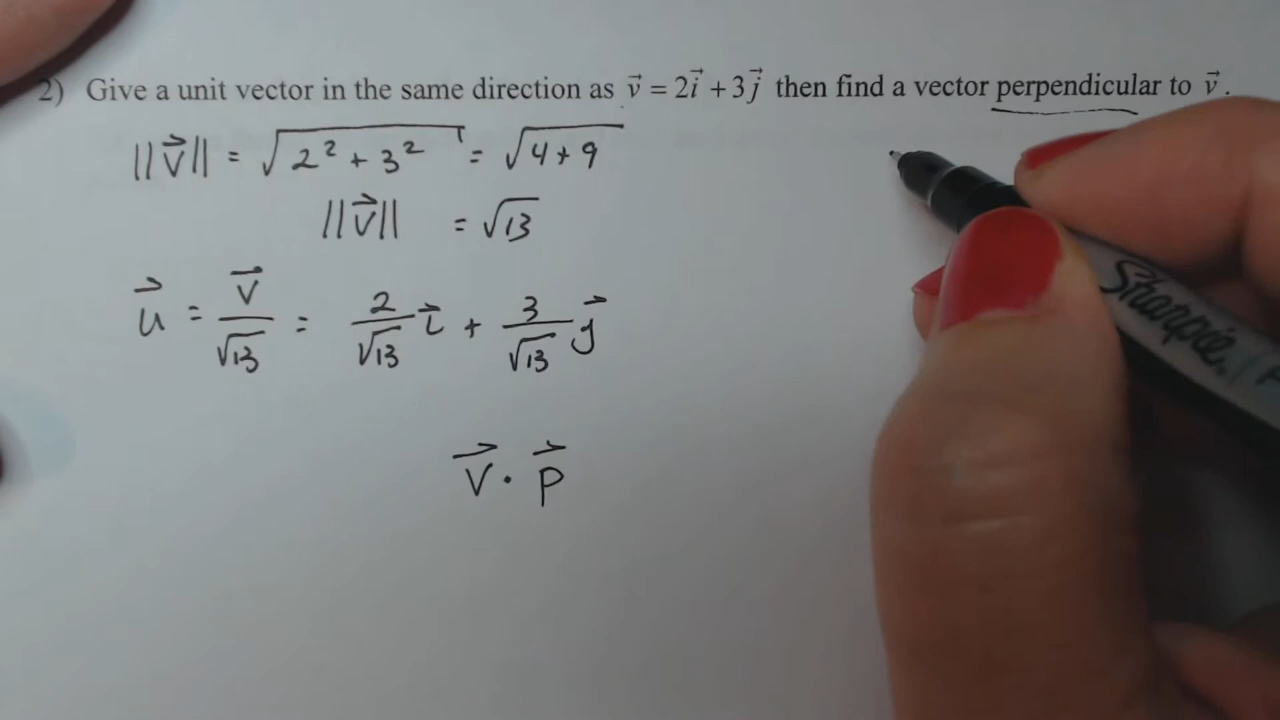 2) Give a unit vector in the same direction as v⃗ = 2i⃗ + 3j⃗ then find a vector perpendicular to v⃗.
||v⃗|| = √(2² + 3²) = √(4 + 9)
||v⃗|| = √13
u⃗ = v⃗/√13 = 2/√13 i⃗ + 3/√13 j⃗
v⃗ · p⃗
Sharpie.